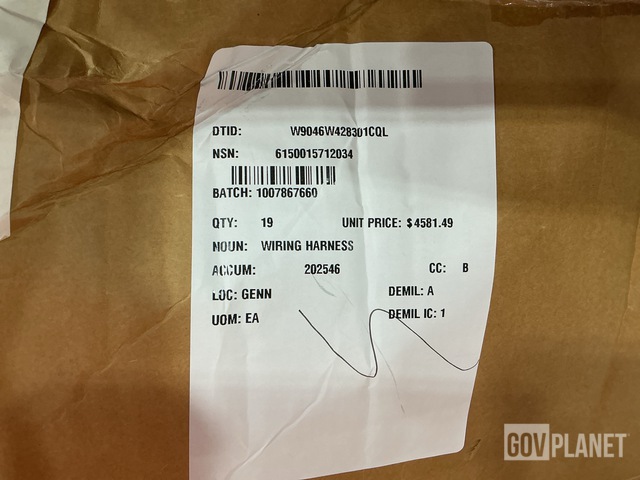 DTID: W9046W428301CQL
NSN: 6150015712034
BATCH: 1007867660
QTY: 19 UNIT PRICE: $4581.49
NOUN: WIRING HARNESS
ACCUM: 202546 CC: B
LOC: GENN DEMIL: A
UOM: EA DEMIL IC: 1
GOVPLANET